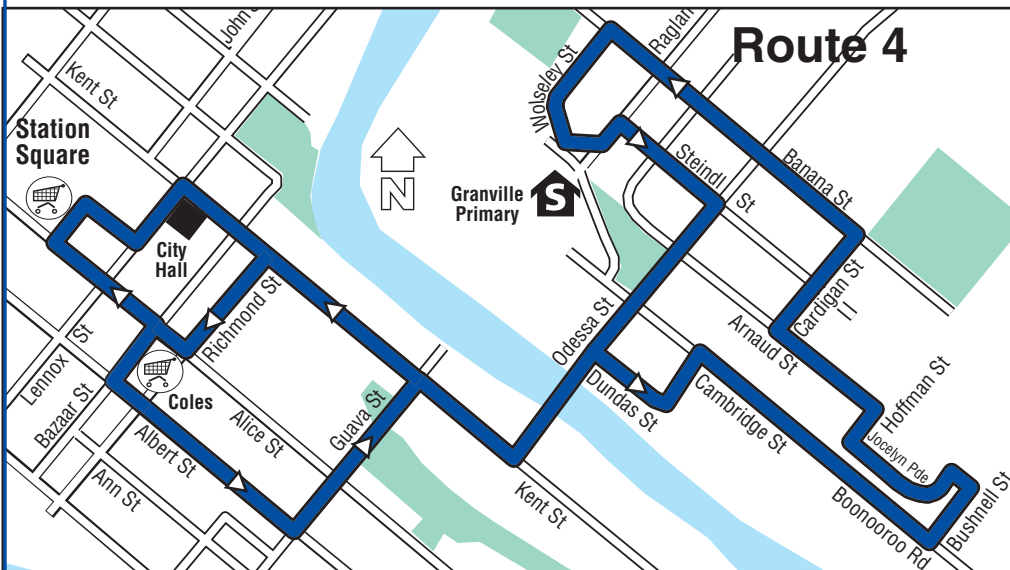 Route 4
John S
Raglan
Kent St
Wolseley St
Station
Square
Steindl
St
Banana St
Granville
Primary
S
N
City
Hall
Cardigan St
Richmond St
Odessa St
Arnaud St
Hoffman St
Lennox St
Coles
Dundas St
Cambridge St
Bazaar St
Alice St
Guava St
Jocelyn Pde
Albert St
Ann St
Kent St
Boonooroo Rd
Bushnell St